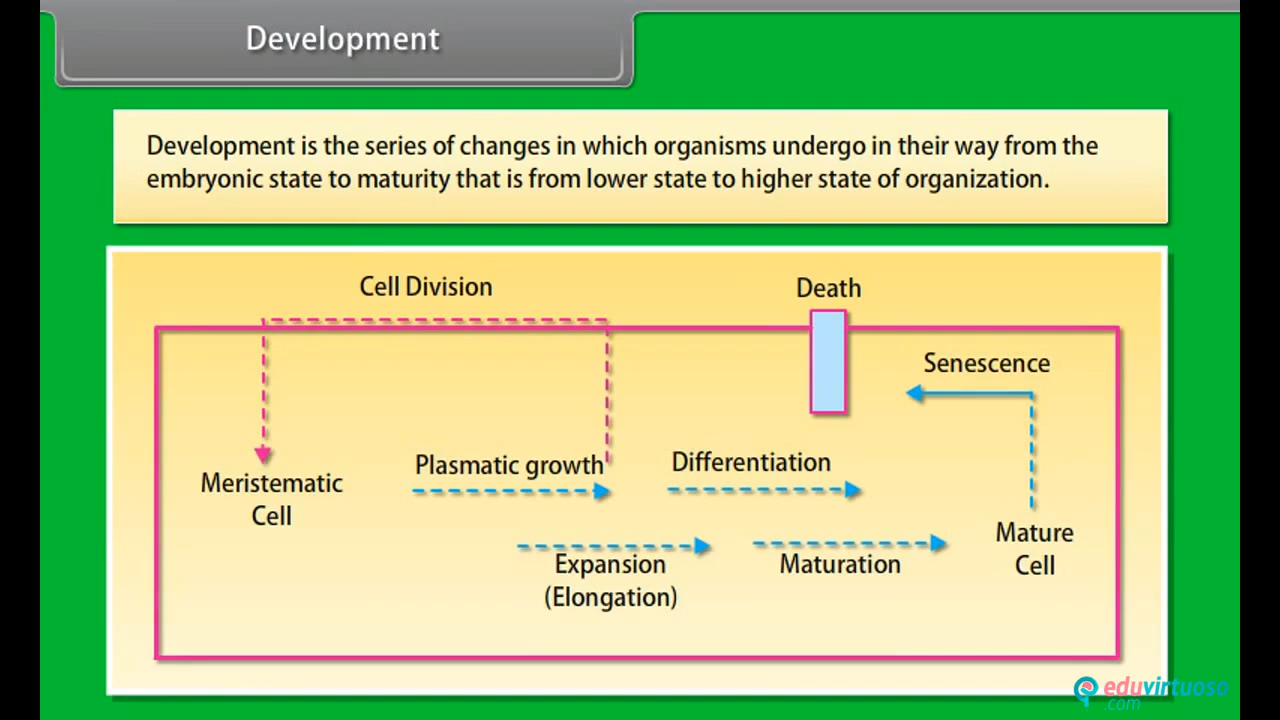 Development
Development is the series of changes in which organisms undergo in their way from the
embryonic state to maturity that is from lower state to higher state of organization.
Cell Division
Death
Senescence
Plasmatic growth
Differentiation
Meristematic
Cell
Expansion
(Elongation)
Maturation
Mature
Cell
eduvirtuoso
.com